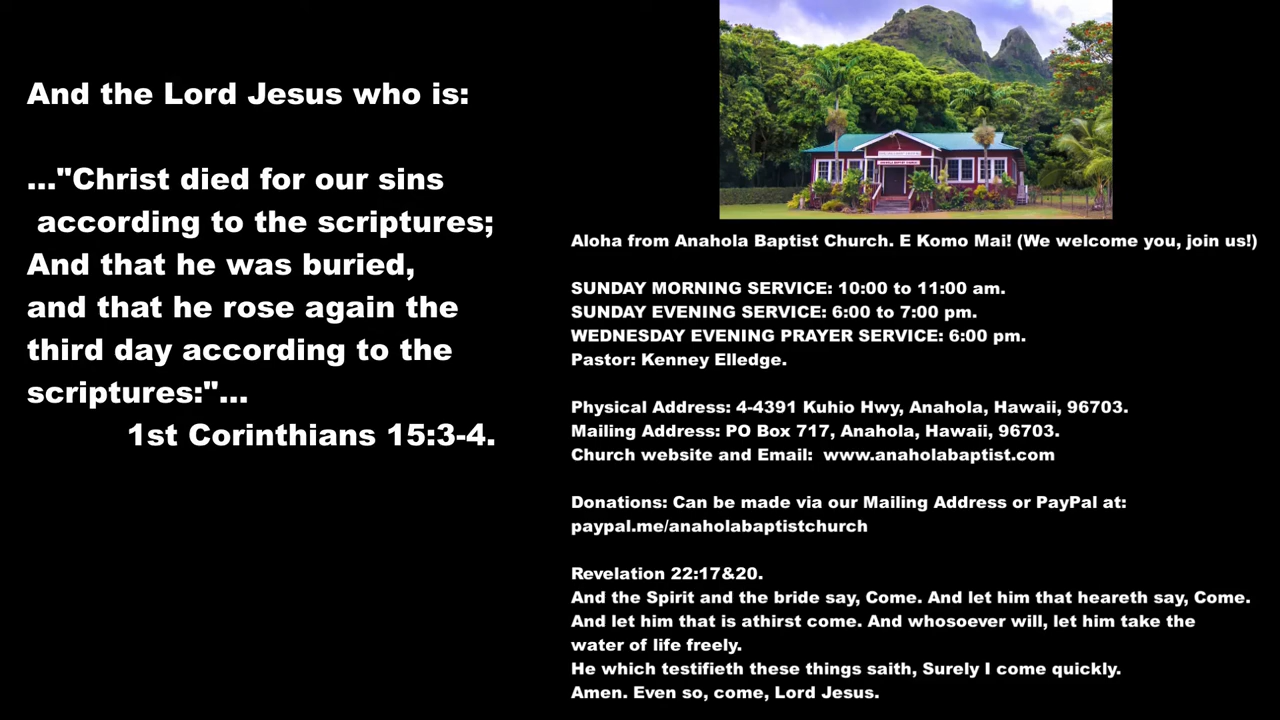 And the Lord Jesus who is:
..."Christ died for our sins
according to the scriptures;
And that he was buried,
and that he rose again the
third day according to the
scriptures:"...
1st Corinthians 15:3-4.
Aloha from Anahola Baptist Church. E Komo Mai! (We welcome you, join us!)
SUNDAY MORNING SERVICE: 10:00 to 11:00 am.
SUNDAY EVENING SERVICE: 6:00 to 7:00 pm.
WEDNESDAY EVENING PRAYER SERVICE: 6:00 pm.
Pastor: Kenney Elledge.
Physical Address: 4-4391 Kuhio Hwy, Anahola, Hawaii, 96703.
Mailing Address: PO Box 717, Anahola, Hawaii, 96703.
Church website and Email:  www.anaholabaptist.com
Donations: Can be made via our Mailing Address or PayPal at:
paypal.me/anaholabaptistchurch
Revelation 22:17&20.
And the Spirit and the bride say, Come. And let him that heareth say, Come.
And let him that is athirst come. And whosoever will, let him take the
water of life freely.
He which testifieth these things saith, Surely I come quickly.
Amen. Even so, come, Lord Jesus.